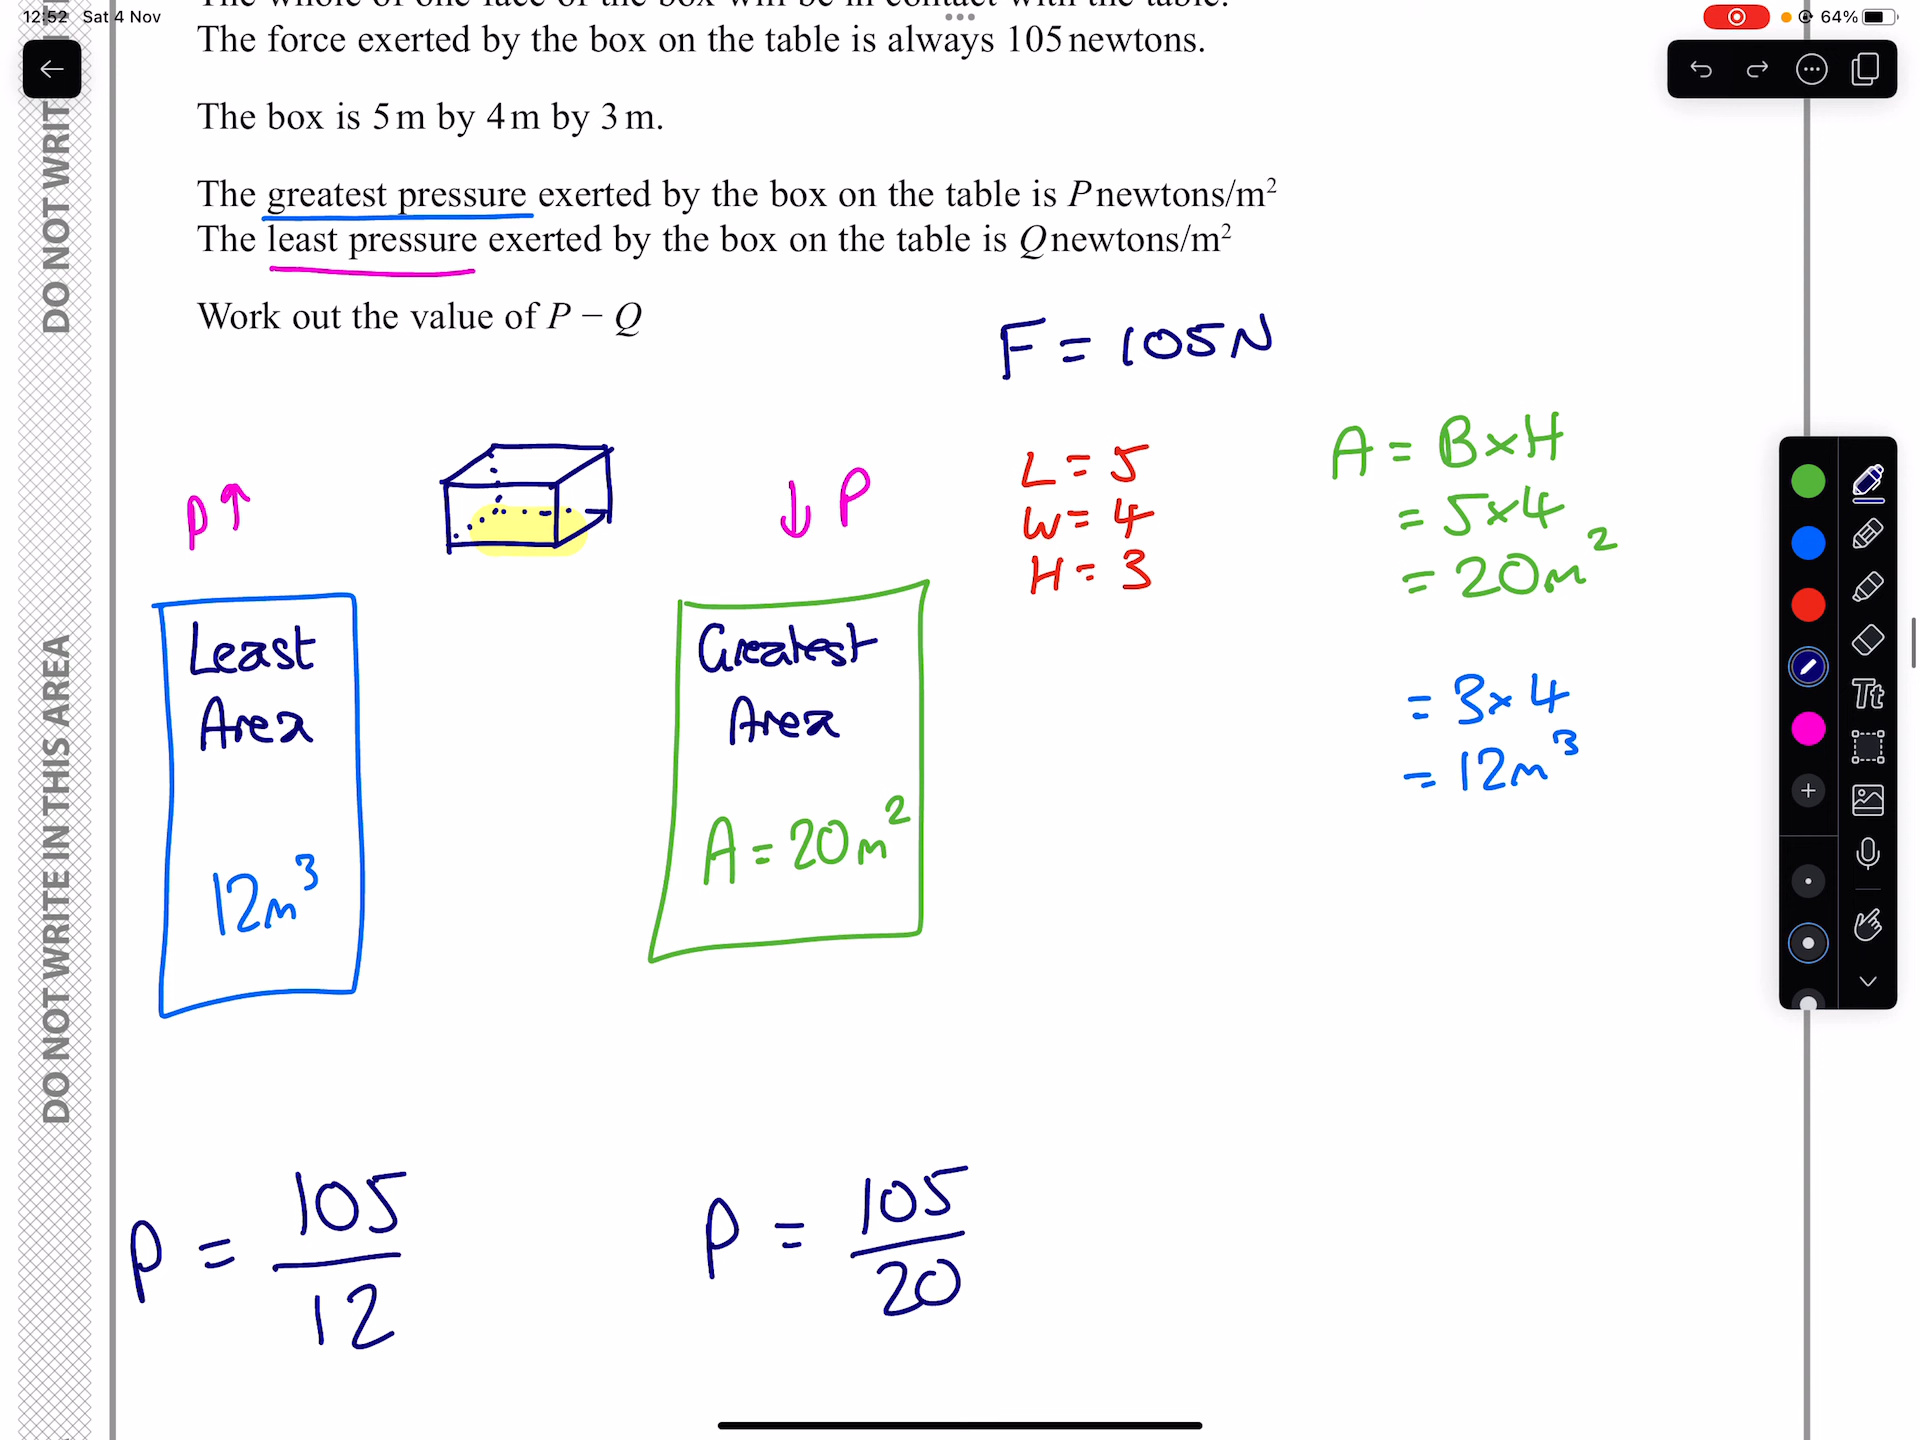 12:52 Sat 4 Nov
64%
The force exerted by the box on the table is always 105 newtons.
The box is 5 m by 4 m by 3 m.
The greatest pressure exerted by the box on the table is P newtons/m²
The least pressure exerted by the box on the table is Q newtons/m²
Work out the value of P − Q
F = 105N
P ↑
↓ P
L = 5
W = 4
H = 3
A = B×H
= 5×4
= 20m²
= 3×4
= 12m³
Least
Area
12m³
Greatest
Area
A = 20m²
P = 105/12
P = 105/20
DO NOT WRIT
DO NOT WRITE IN THIS AREA
Tt